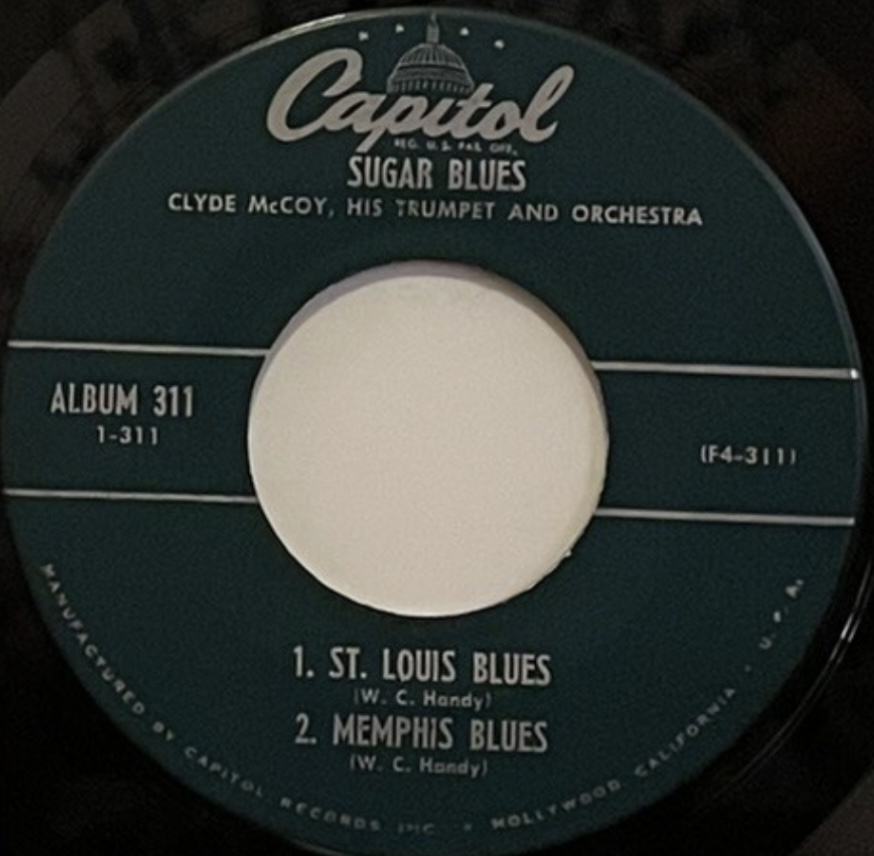 Capitol
REG. U.S. PAT. OFF.
SUGAR BLUES
CLYDE McCOY, HIS TRUMPET AND ORCHESTRA
ALBUM 311
1-311
(F4-311)
1. ST. LOUIS BLUES
(W. C. Handy)
2. MEMPHIS BLUES
(W. C. Handy)
MANUFACTURED BY CAPITOL RECORDS INC. • HOLLYWOOD CALIFORNIA • U. S. A.